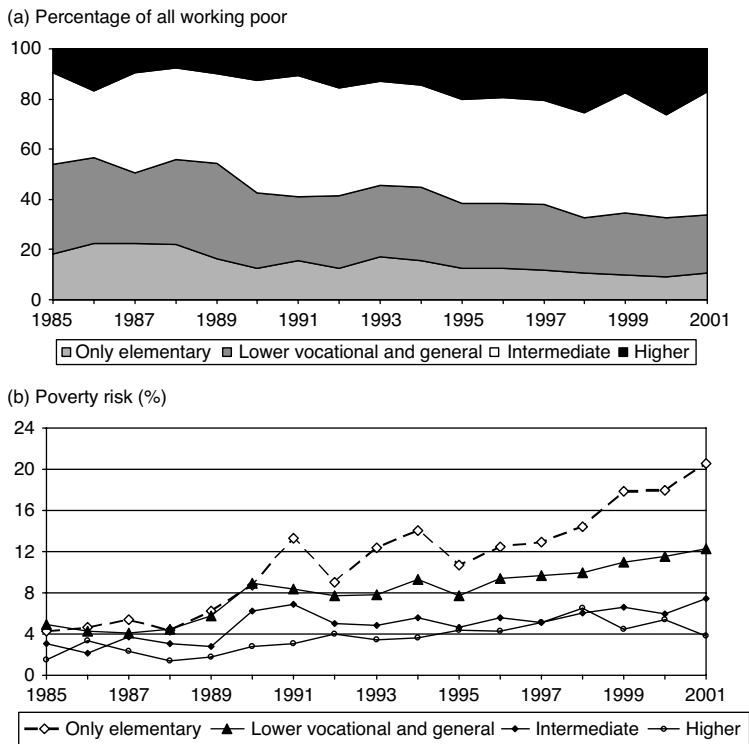 (a) Percentage of all working poor
100
80
60
40
20
0
1985 1987 1989 1991 1993 1995 1997 1999 2001
Only elementary Lower vocational and general Intermediate Higher
(b) Poverty risk (%)
24
20
16
12
8
4
0
1985 1987 1989 1991 1993 1995 1997 1999 2001
Only elementary Lower vocational and general Intermediate Higher